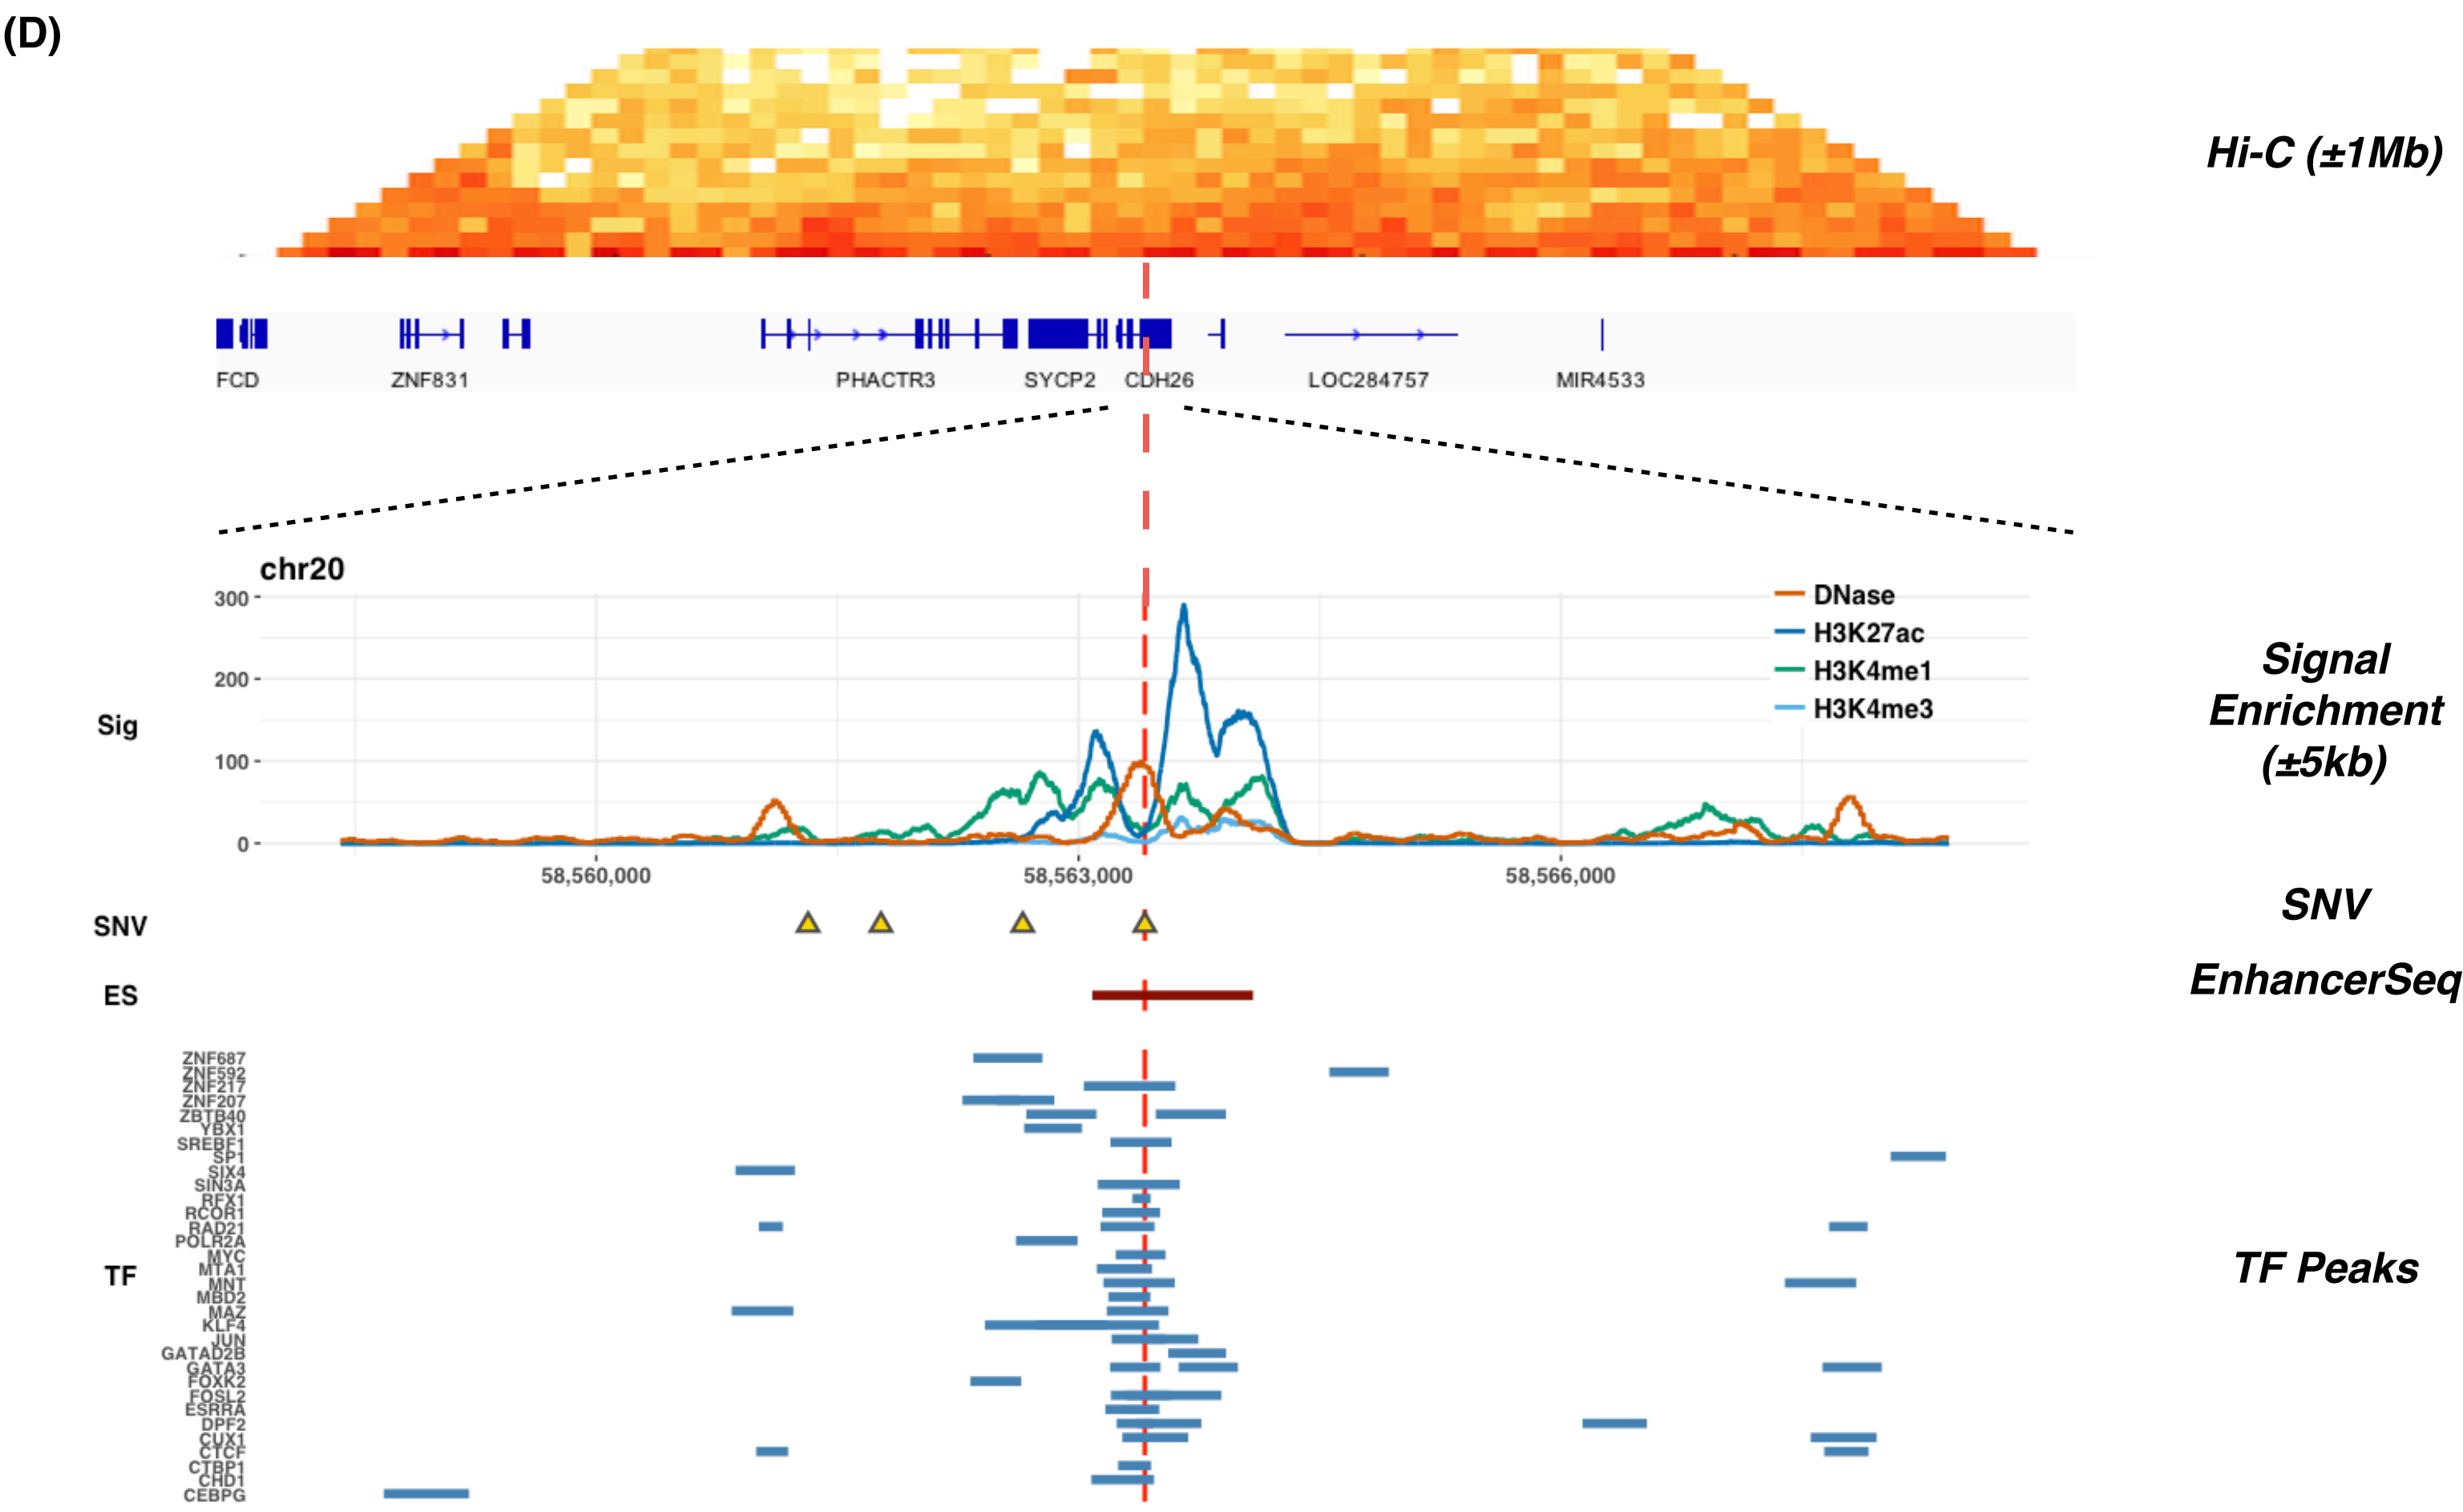 (D)
Hi-C (±1Mb)
FCD ZNF831 PHACTR3 SYCP2 CDH26 LOC284757 MIR4533
chr20
300
200
100
0
Sig
DNase
H3K27ac
H3K4me1
H3K4me3
Signal
Enrichment
(±5kb)
58,560,000 58,563,000 58,566,000
SNV
SNV
ES
EnhancerSeq
TF
ZNF687
ZNF592
ZNF217
ZNF207
ZBTB40
YBX1
SREBF1
SP1
SIX4
SIN3A
RFX1
RCOR1
RAD21
POLR2A
MYC
MTA1
MNT
MBD2
MAZ
KLF4
JUN
GATAD2B
GATA3
FOXK2
FOSL2
ESRRA
DPF2
CUX1
CTCF
CTBP1
CHD1
CEBPG
TF Peaks